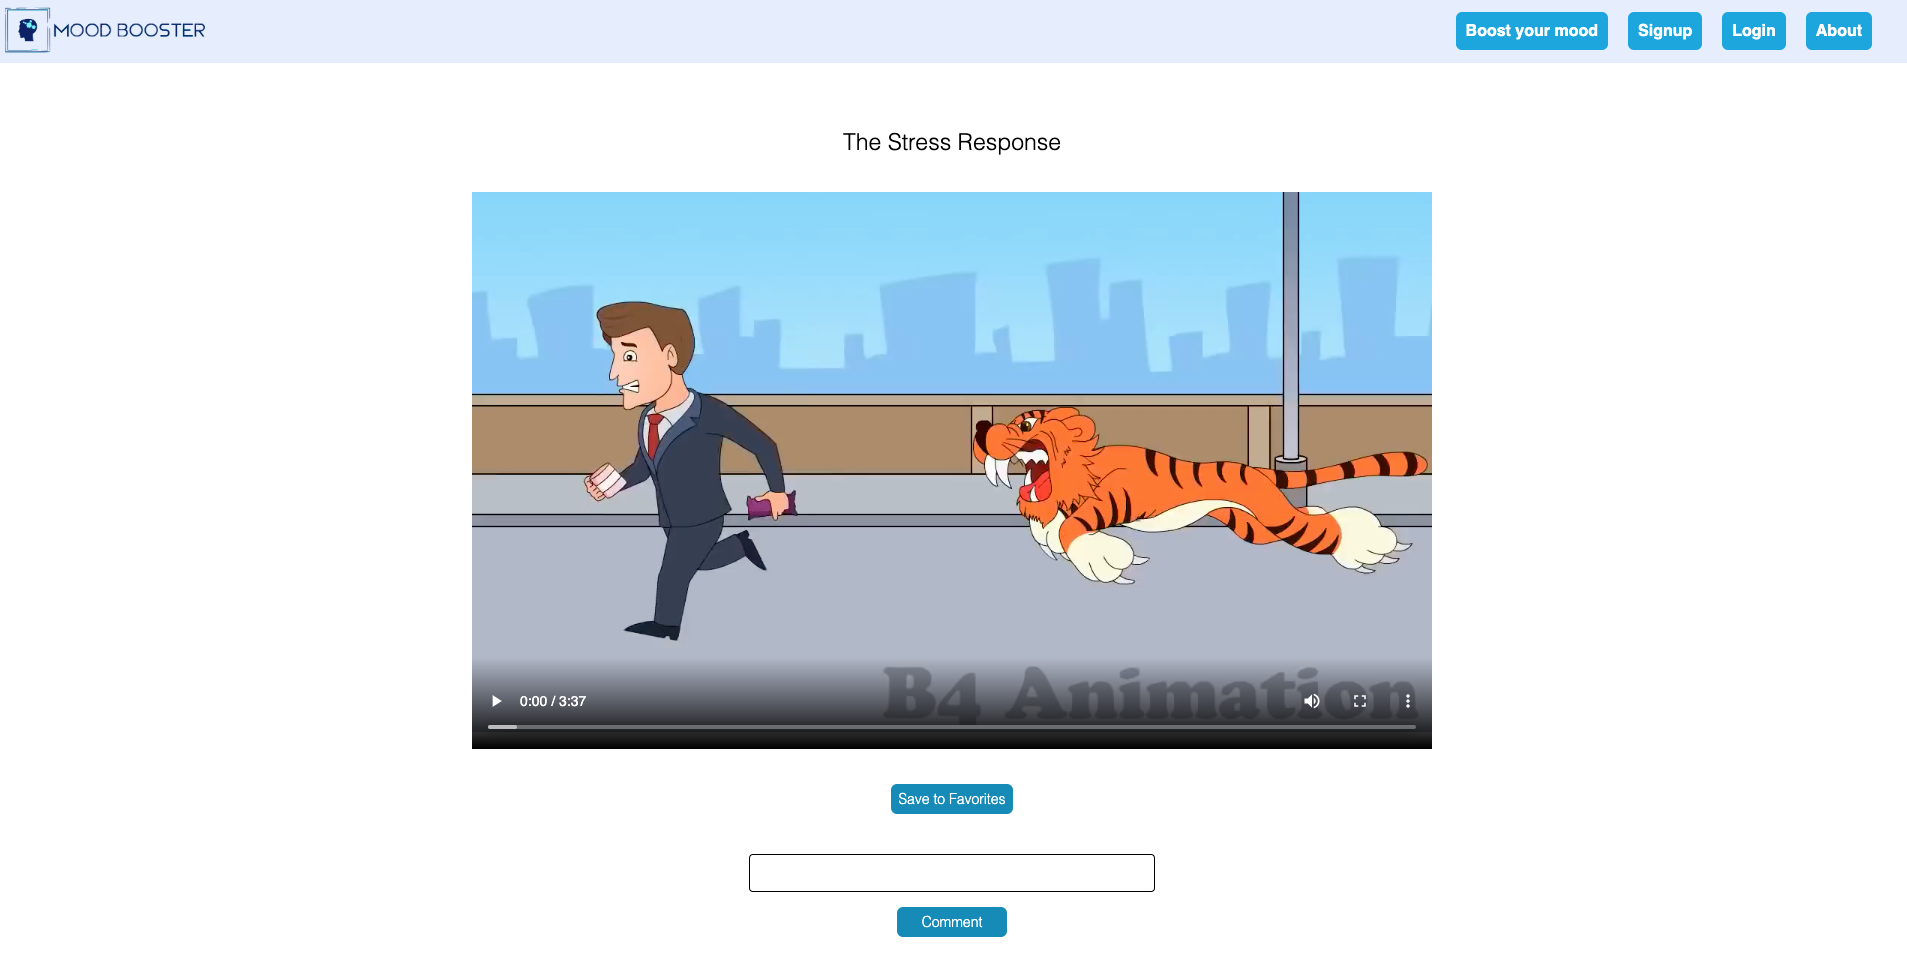 MOOD BOOSTER
Boost your mood
Signup
Login
About
The Stress Response
B4 Animation
0:00 / 3:37
Save to Favorites
Comment